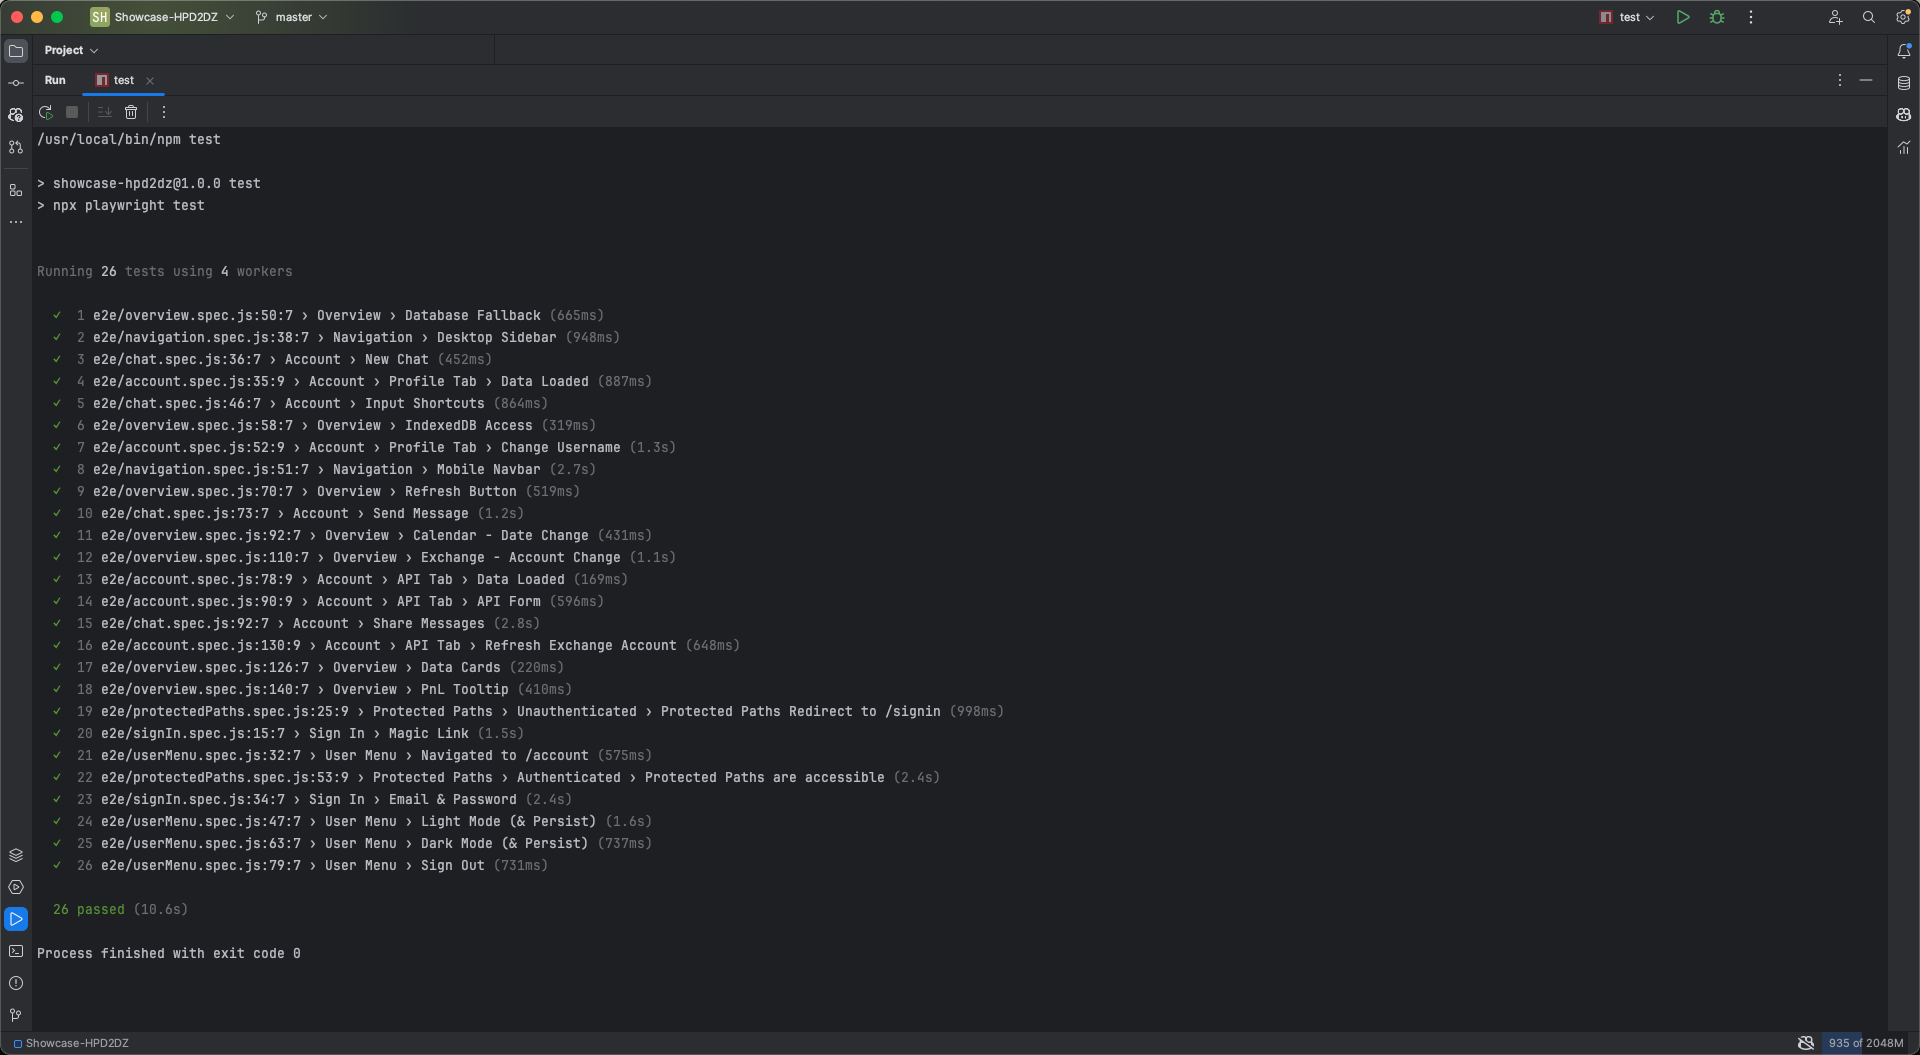 SH Showcase-HPD2DZ master test
Project
Run test
/usr/local/bin/npm test
> showcase-hpd2dz@1.0.0 test
> npx playwright test
Running 26 tests using 4 workers
✓ 1 e2e/overview.spec.js:50:7 › Overview › Database Fallback (665ms)
✓ 2 e2e/navigation.spec.js:38:7 › Navigation › Desktop Sidebar (948ms)
✓ 3 e2e/chat.spec.js:36:7 › Account › New Chat (452ms)
✓ 4 e2e/account.spec.js:35:9 › Account › Profile Tab › Data Loaded (887ms)
✓ 5 e2e/chat.spec.js:46:7 › Account › Input Shortcuts (864ms)
✓ 6 e2e/overview.spec.js:58:7 › Overview › IndexedDB Access (319ms)
✓ 7 e2e/account.spec.js:52:9 › Account › Profile Tab › Change Username (1.3s)
✓ 8 e2e/navigation.spec.js:51:7 › Navigation › Mobile Navbar (2.7s)
✓ 9 e2e/overview.spec.js:70:7 › Overview › Refresh Button (519ms)
✓ 10 e2e/chat.spec.js:73:7 › Account › Send Message (1.2s)
✓ 11 e2e/overview.spec.js:92:7 › Overview › Calendar - Date Change (431ms)
✓ 12 e2e/overview.spec.js:110:7 › Overview › Exchange - Account Change (1.1s)
✓ 13 e2e/account.spec.js:78:9 › Account › API Tab › Data Loaded (169ms)
✓ 14 e2e/account.spec.js:90:9 › Account › API Tab › API Form (596ms)
✓ 15 e2e/chat.spec.js:92:7 › Account › Share Messages (2.8s)
✓ 16 e2e/account.spec.js:130:9 › Account › API Tab › Refresh Exchange Account (648ms)
✓ 17 e2e/overview.spec.js:126:7 › Overview › Data Cards (220ms)
✓ 18 e2e/overview.spec.js:140:7 › Overview › PnL Tooltip (410ms)
✓ 19 e2e/protectedPaths.spec.js:25:9 › Protected Paths › Unauthenticated › Protected Paths Redirect to /signin (998ms)
✓ 20 e2e/signIn.spec.js:15:7 › Sign In › Magic Link (1.5s)
✓ 21 e2e/userMenu.spec.js:32:7 › User Menu › Navigated to /account (575ms)
✓ 22 e2e/protectedPaths.spec.js:53:9 › Protected Paths › Authenticated › Protected Paths are accessible (2.4s)
✓ 23 e2e/signIn.spec.js:34:7 › Sign In › Email & Password (2.4s)
✓ 24 e2e/userMenu.spec.js:47:7 › User Menu › Light Mode (& Persist) (1.6s)
✓ 25 e2e/userMenu.spec.js:63:7 › User Menu › Dark Mode (& Persist) (737ms)
✓ 26 e2e/userMenu.spec.js:79:7 › User Menu › Sign Out (731ms)
26 passed (10.6s)
Process finished with exit code 0
Showcase-HPD2DZ 935 of 2048M